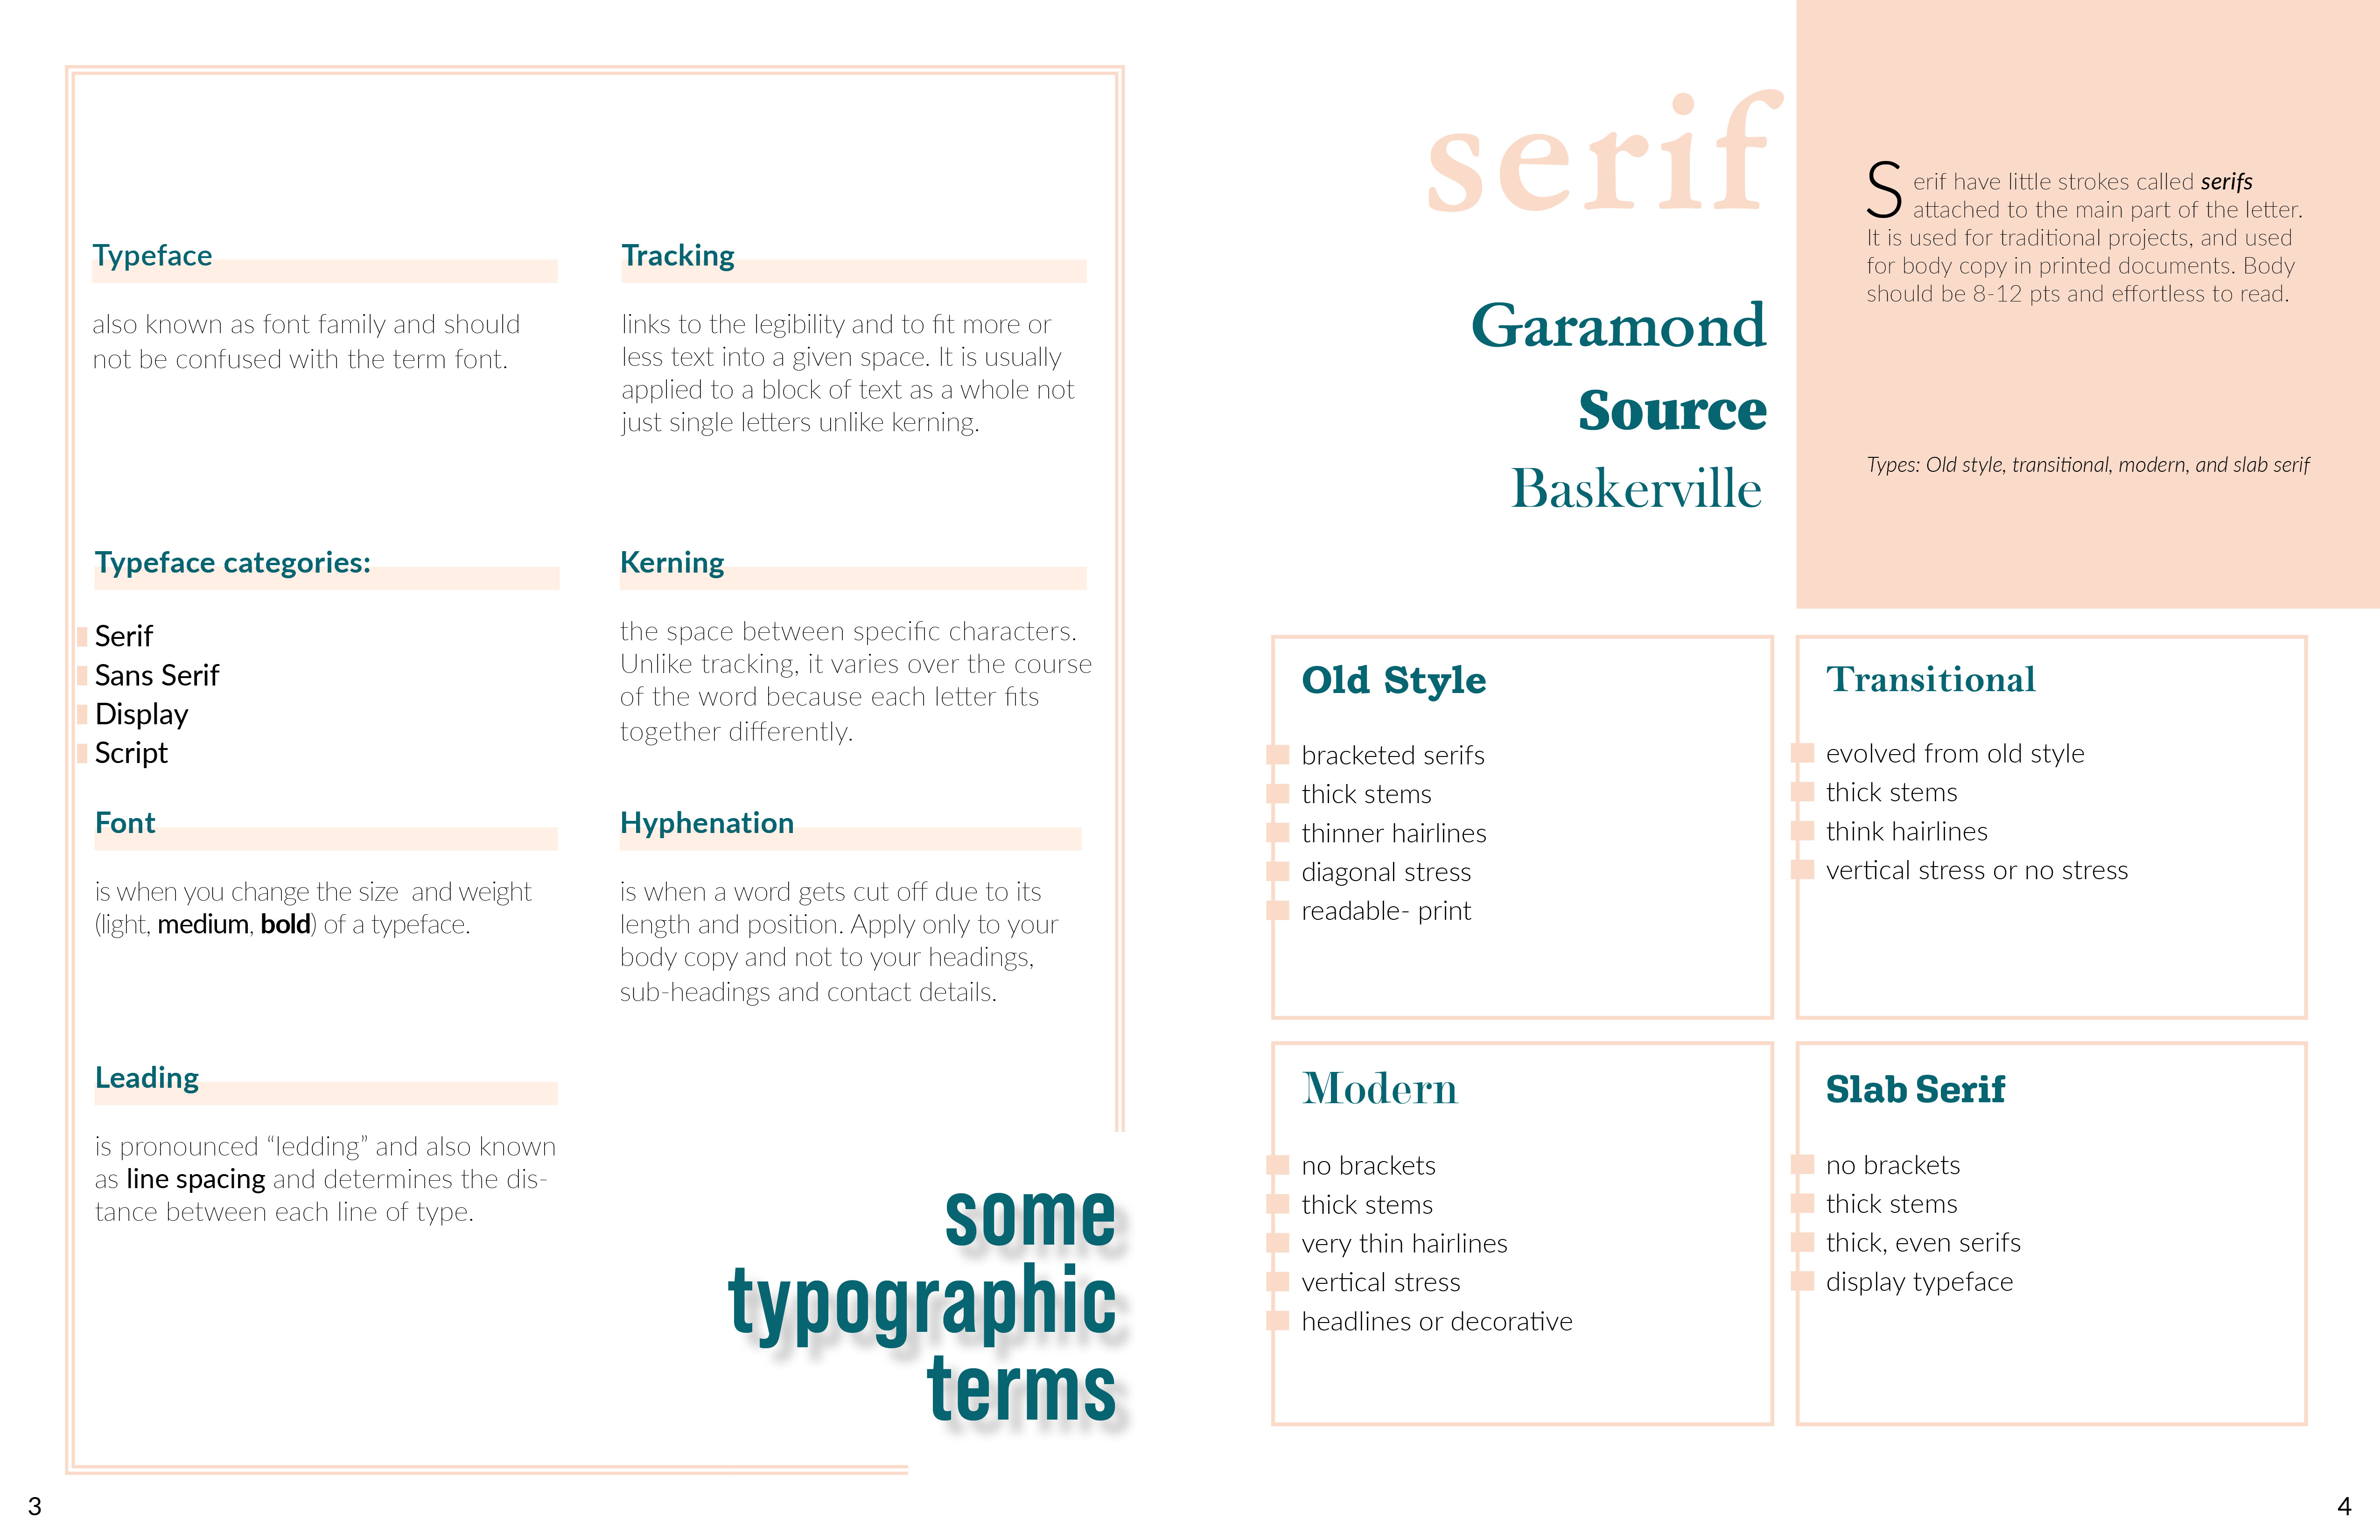 Typeface
also known as font family and should
not be confused with the term font.
Typeface categories:
Serif
Sans Serif
Display
Script
Font
is when you change the size  and weight
(light, medium, bold) of a typeface.
Leading
is pronounced “ledding” and also known
as line spacing and determines the dis-
tance between each line of type.
Tracking
links to the legibility and to fit more or
less text into a given space. It is usually
applied to a block of text as a whole not
just single letters unlike kerning.
Kerning
the space between specific characters.
Unlike tracking, it varies over the course
of the word because each letter fits
together differently.
Hyphenation
is when a word gets cut off due to its
length and position. Apply only to your
body copy and not to your headings,
sub-headings and contact details.
some
typographic
terms
3
serif
Garamond
Source
Baskerville
Serif have little strokes called serifs
attached to the main part of the letter.
It is used for traditional projects, and used
for body copy in printed documents. Body
should be 8-12 pts and effortless to read.
Types: Old style, transitional, modern, and slab serif
Old Style
bracketed serifs
thick stems
thinner hairlines
diagonal stress
readable- print
Transitional
evolved from old style
thick stems
think hairlines
vertical stress or no stress
Modern
no brackets
thick stems
very thin hairlines
vertical stress
headlines or decorative
Slab Serif
no brackets
thick stems
thick, even serifs
display typeface
4